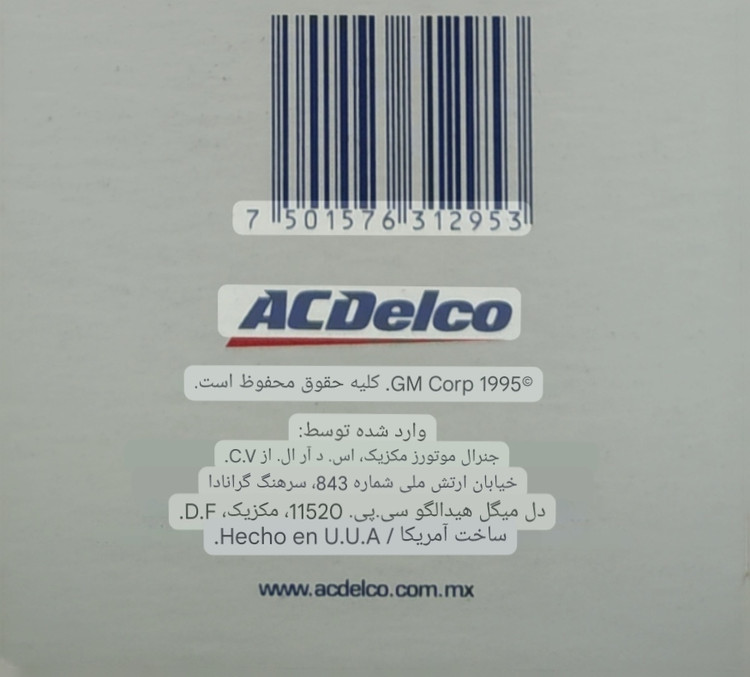 7 501576 312953
ACDelco
©1995 GM Corp. کلیه حقوق محفوظ است.
وارد شده توسط:
جنرال موتورز مکزیک، اس. د آر ال. از C.V.
خیابان ارتش ملی شماره 843، سرهنگ گرانادا
دل میگل هیدالگو سی.پی. 11520، مکزیک، D.F.
ساخت آمریکا / Hecho en U.U.A.
www.acdelco.com.mx